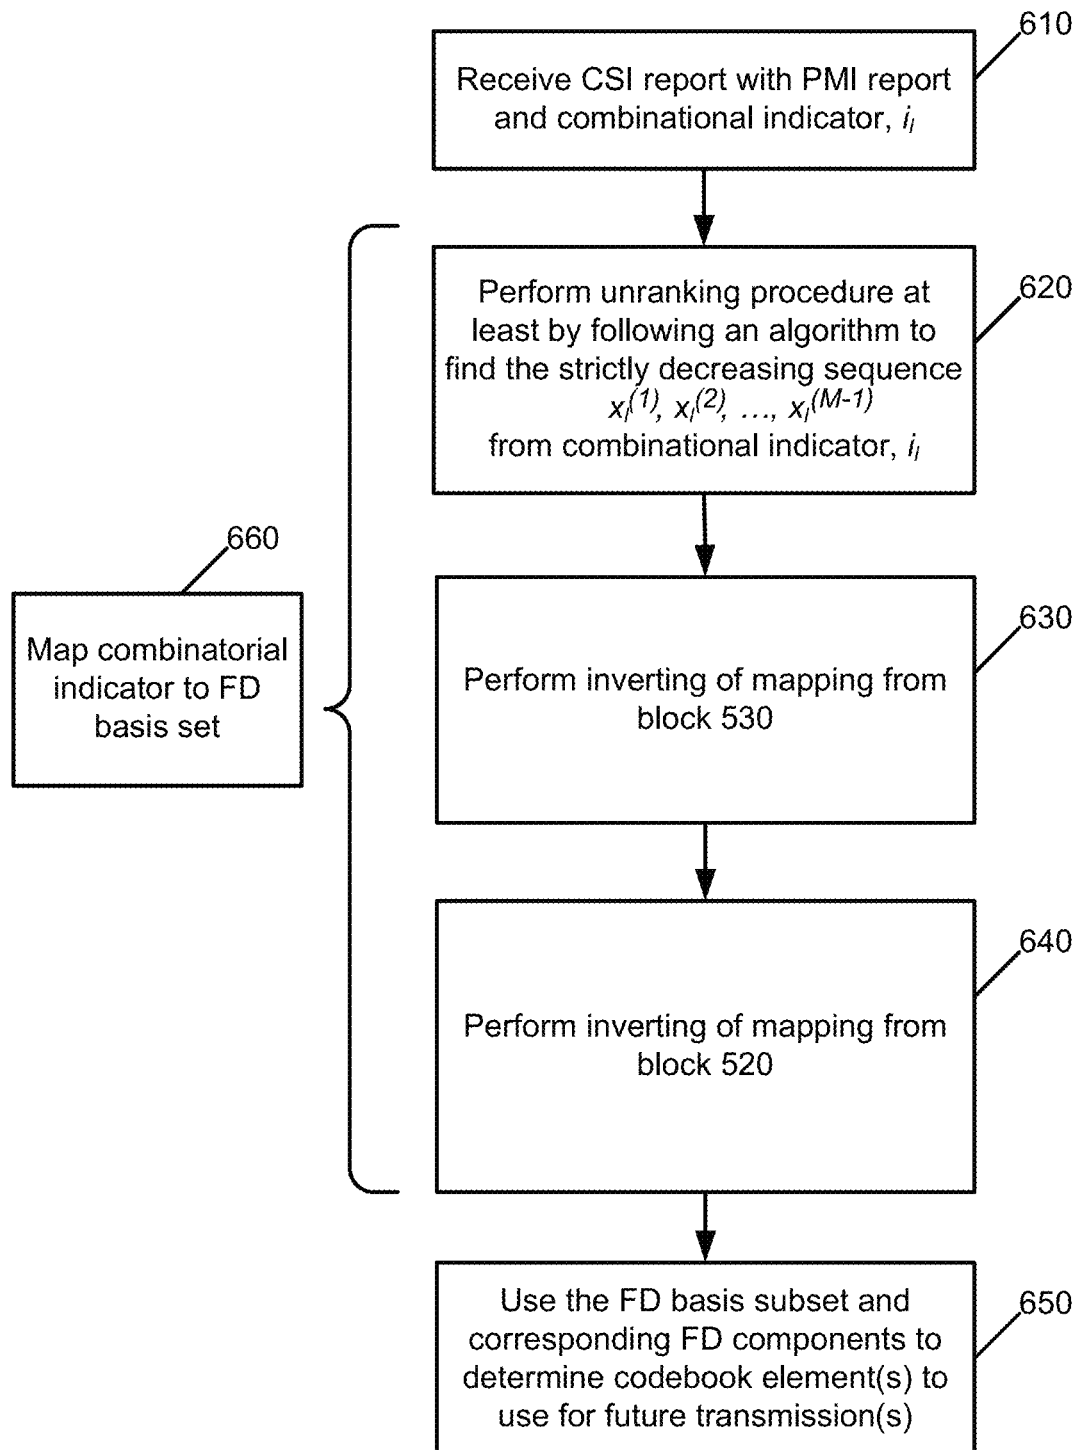 610
Receive CSI report with PMI report
and combinational indicator, i_l
620
Perform unranking procedure at
least by following an algorithm to
find the strictly decreasing sequence
x_l^(1), x_l^(2), …, x_l^(M-1)
from combinational indicator, i_l
660
Map combinatorial
indicator to FD
basis set
630
Perform inverting of mapping from
block 530
640
Perform inverting of mapping from
block 520
650
Use the FD basis subset and
corresponding FD components to
determine codebook element(s) to
use for future transmission(s)